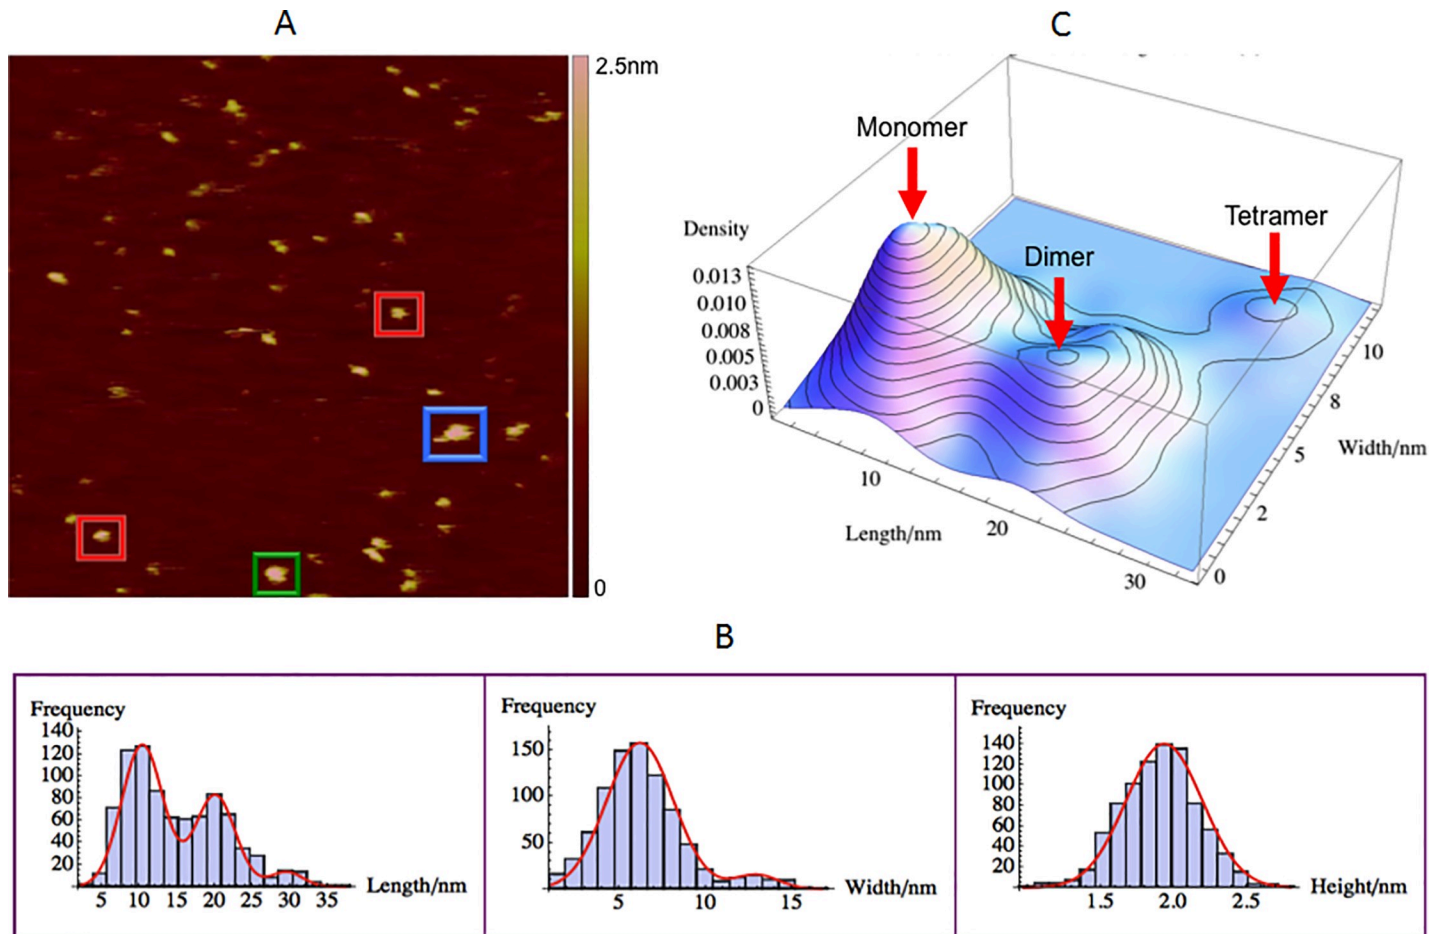 A
2.5nm
0
C
Monomer
Dimer
Tetramer
Density
0.013
0.010
0.008
0.005
0.003
0
10
20
30
Length/nm
0
2
5
8
10
Width/nm
B
Frequency
140
120
100
80
60
40
20
5 10 15 20 25 30 35
Length/nm
Frequency
150
100
50
5 10 15
Width/nm
Frequency
140
120
100
80
60
40
20
1.5 2.0 2.5
Height/nm